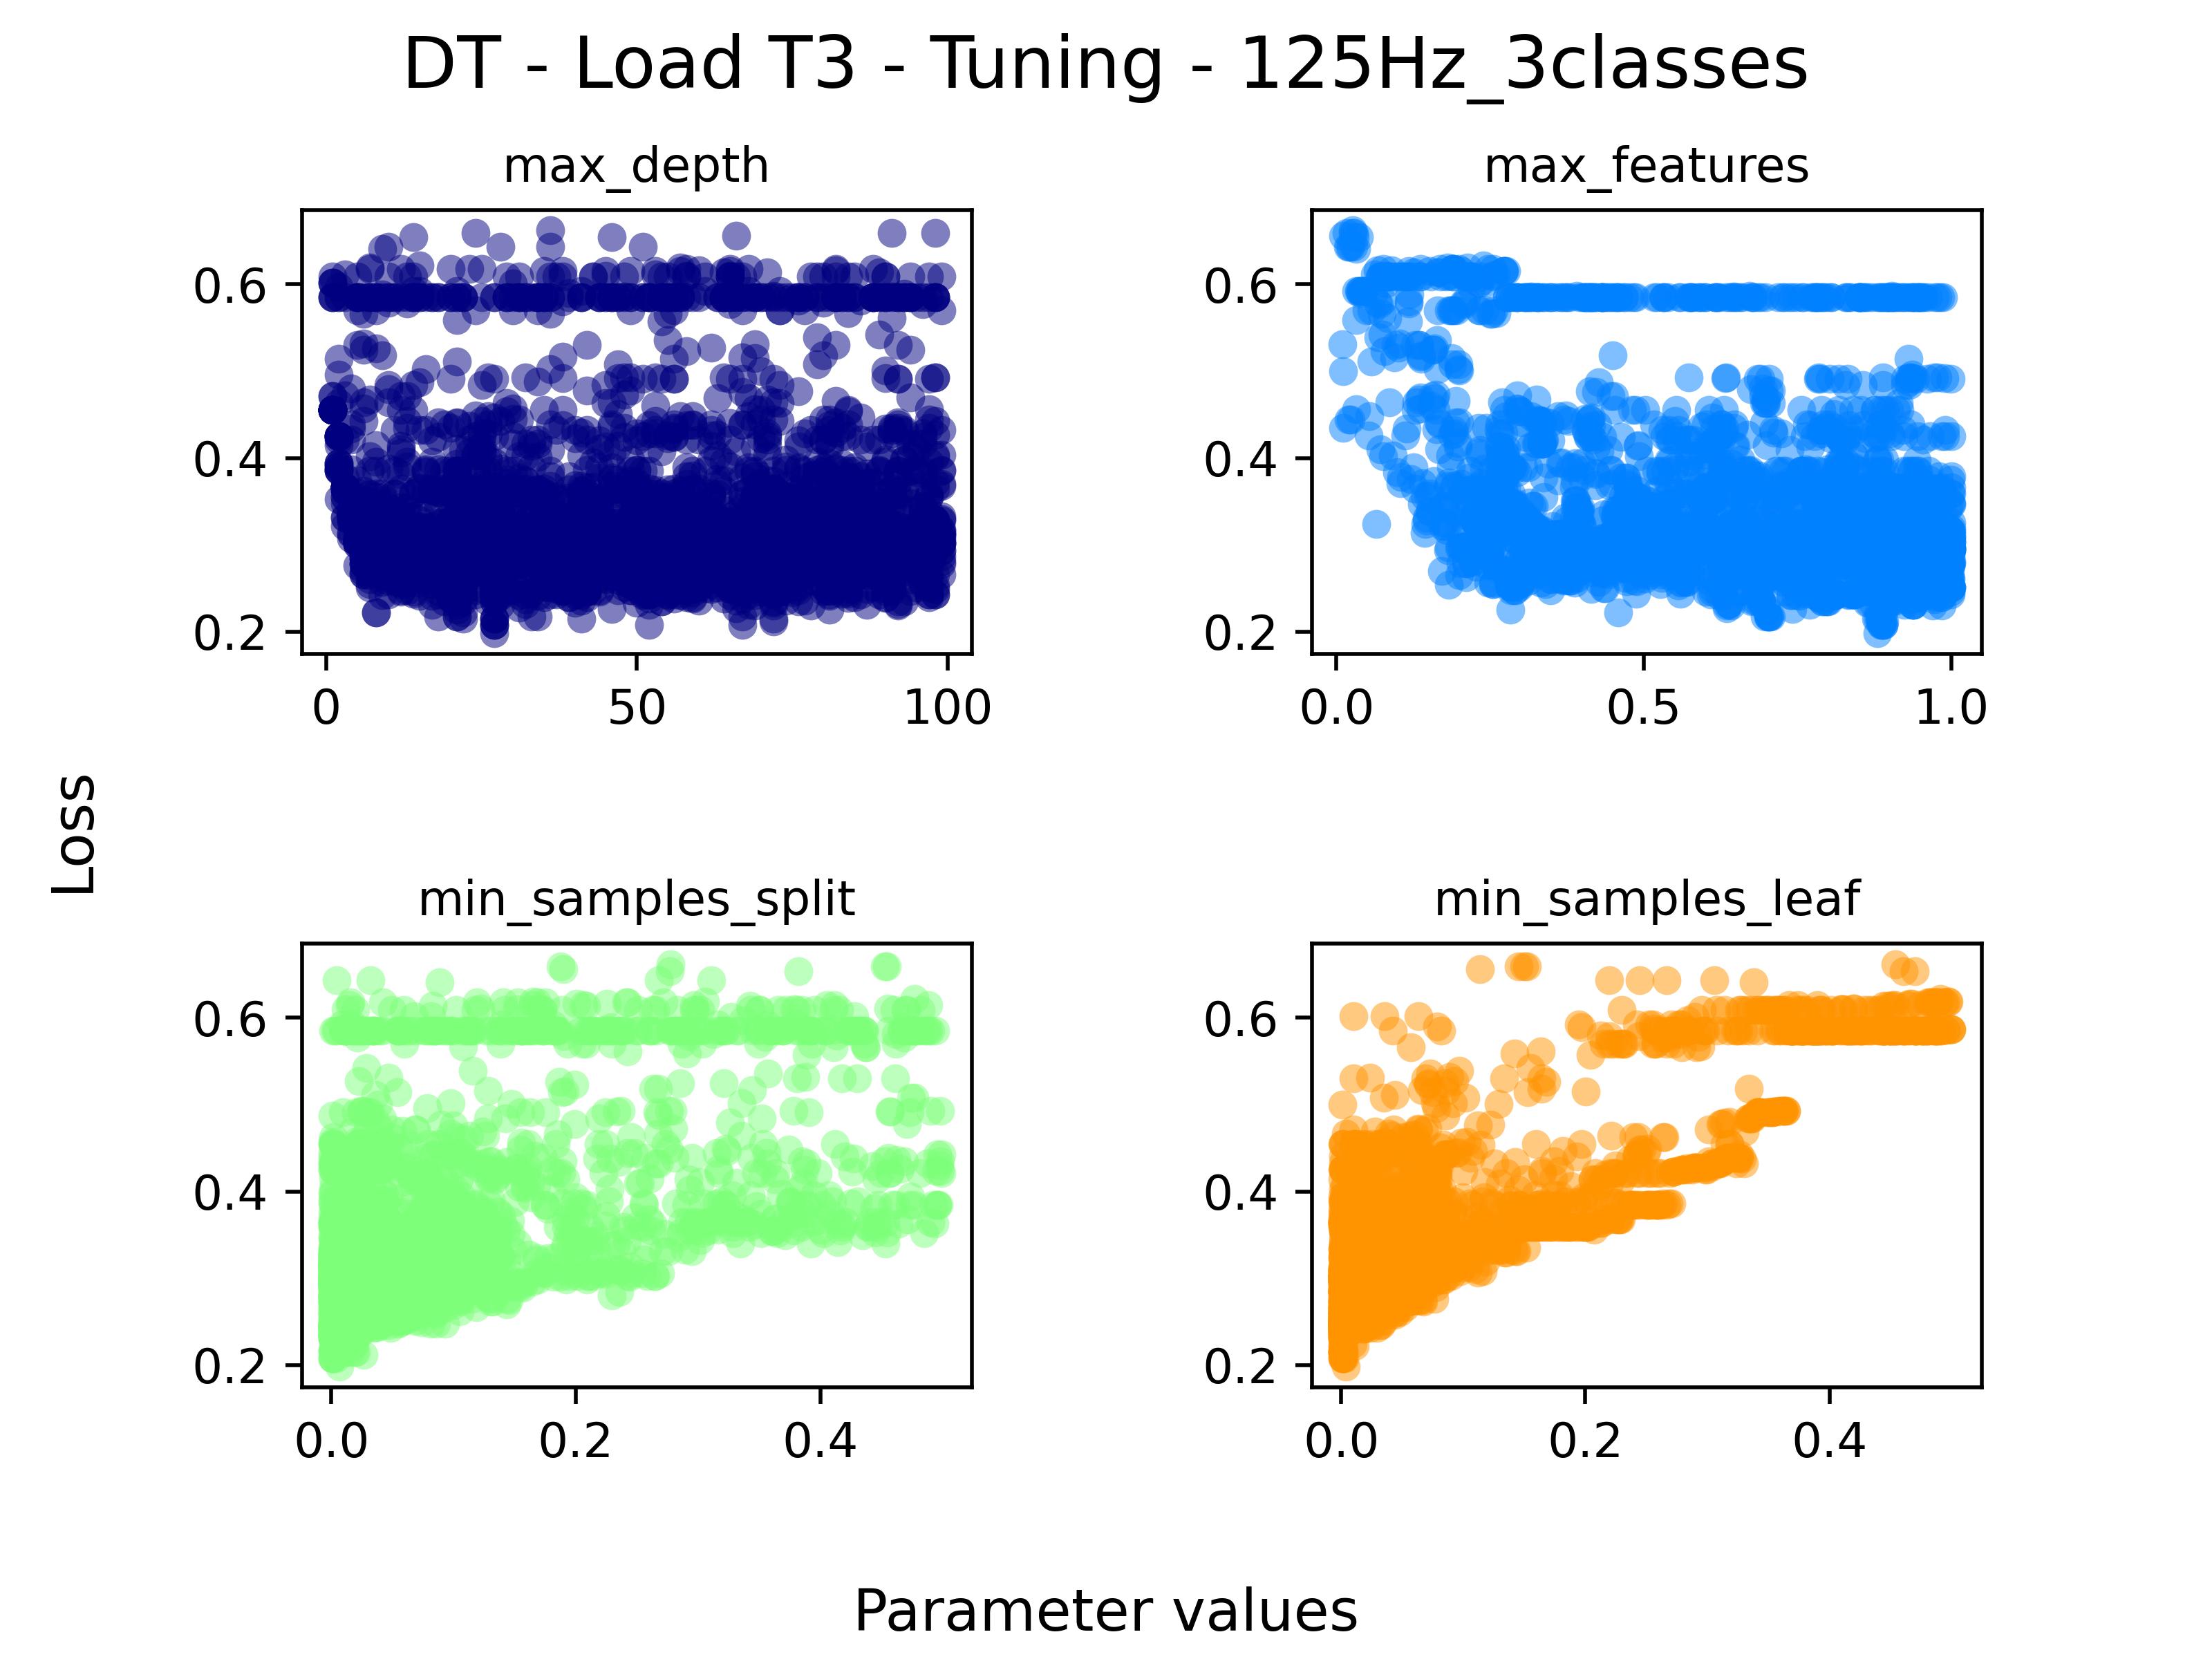 DT - Load T3 - Tuning - 125Hz_3classes
max_depth
max_features
0.6
0.4
0.2
0 50 100
0.6
0.4
0.2
0.0 0.5 1.0
Loss
min_samples_split
min_samples_leaf
0.6
0.4
0.2
0.0 0.2 0.4
0.6
0.4
0.2
0.0 0.2 0.4
Parameter values